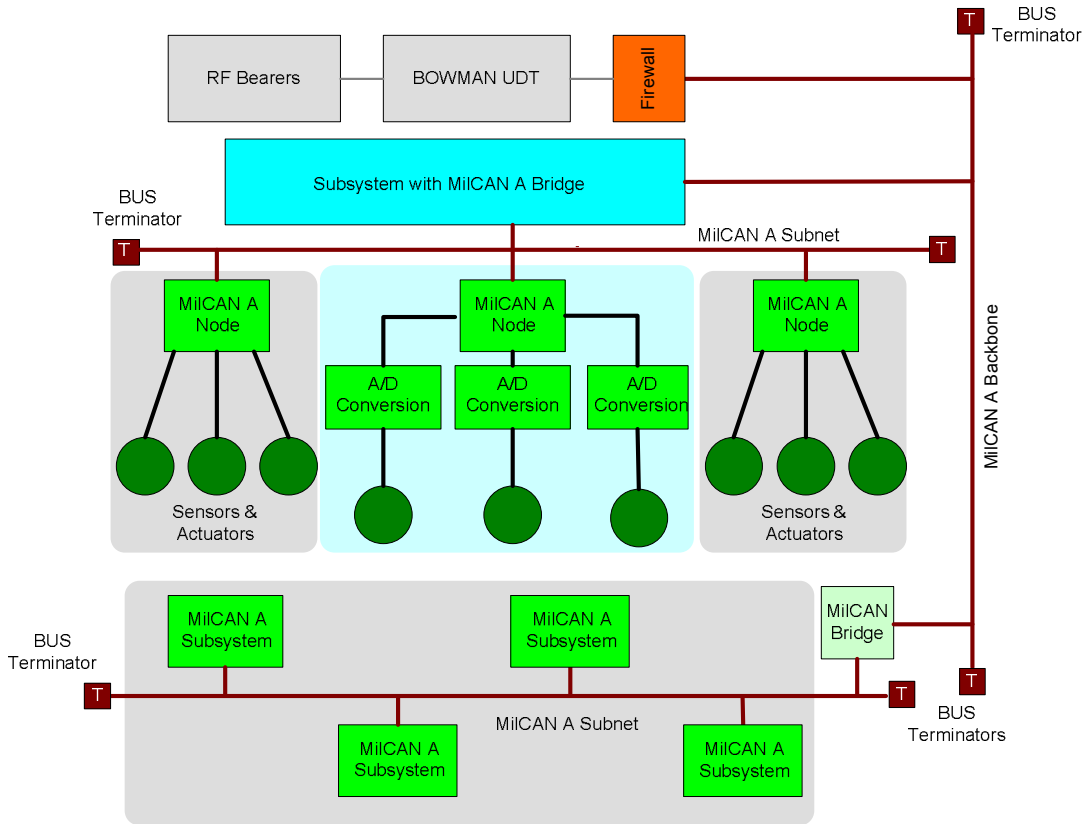 BUS
Terminator
T
RF Bearers
BOWMAN UDT
Firewall
Subsystem with MilCAN A Bridge
BUS
Terminator
T
MilCAN A Subnet
T
MilCAN A
Node
MilCAN A
Node
MilCAN A
Node
A/D
Conversion
A/D
Conversion
A/D
Conversion
MilCAN A Backbone
Sensors &
Actuators
Sensors &
Actuators
MilCAN A
Subsystem
MilCAN A
Subsystem
MilCAN
Bridge
BUS
Terminator
T
T
T
MilCAN A Subnet
BUS
Terminators
MilCAN A
Subsystem
MilCAN A
Subsystem